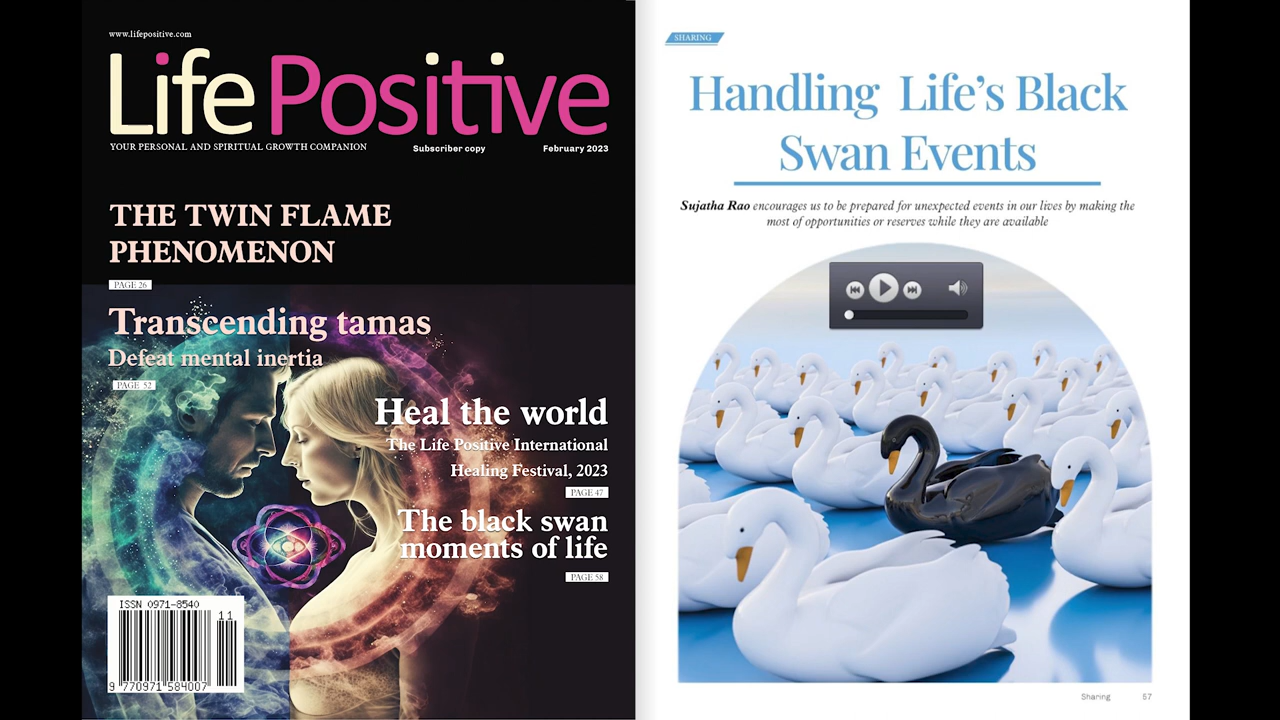 www.lifepositive.com
Life Positive
YOUR PERSONAL AND SPIRITUAL GROWTH COMPANION
Subscriber copy
February 2023
THE TWIN FLAME
PHENOMENON
PAGE 26
Transcending tamas
Defeat mental inertia
PAGE 52
Heal the world
The Life Positive International
Healing Festival, 2023
PAGE 47
The black swan
moments of life
PAGE 58
ISSN 0971-8540
11
9 770971 584007
SHARING
Handling Life's Black
Swan Events
Sujatha Rao encourages us to be prepared for unexpected events in our lives by making the
most of opportunities or reserves while they are available
Sharing 57